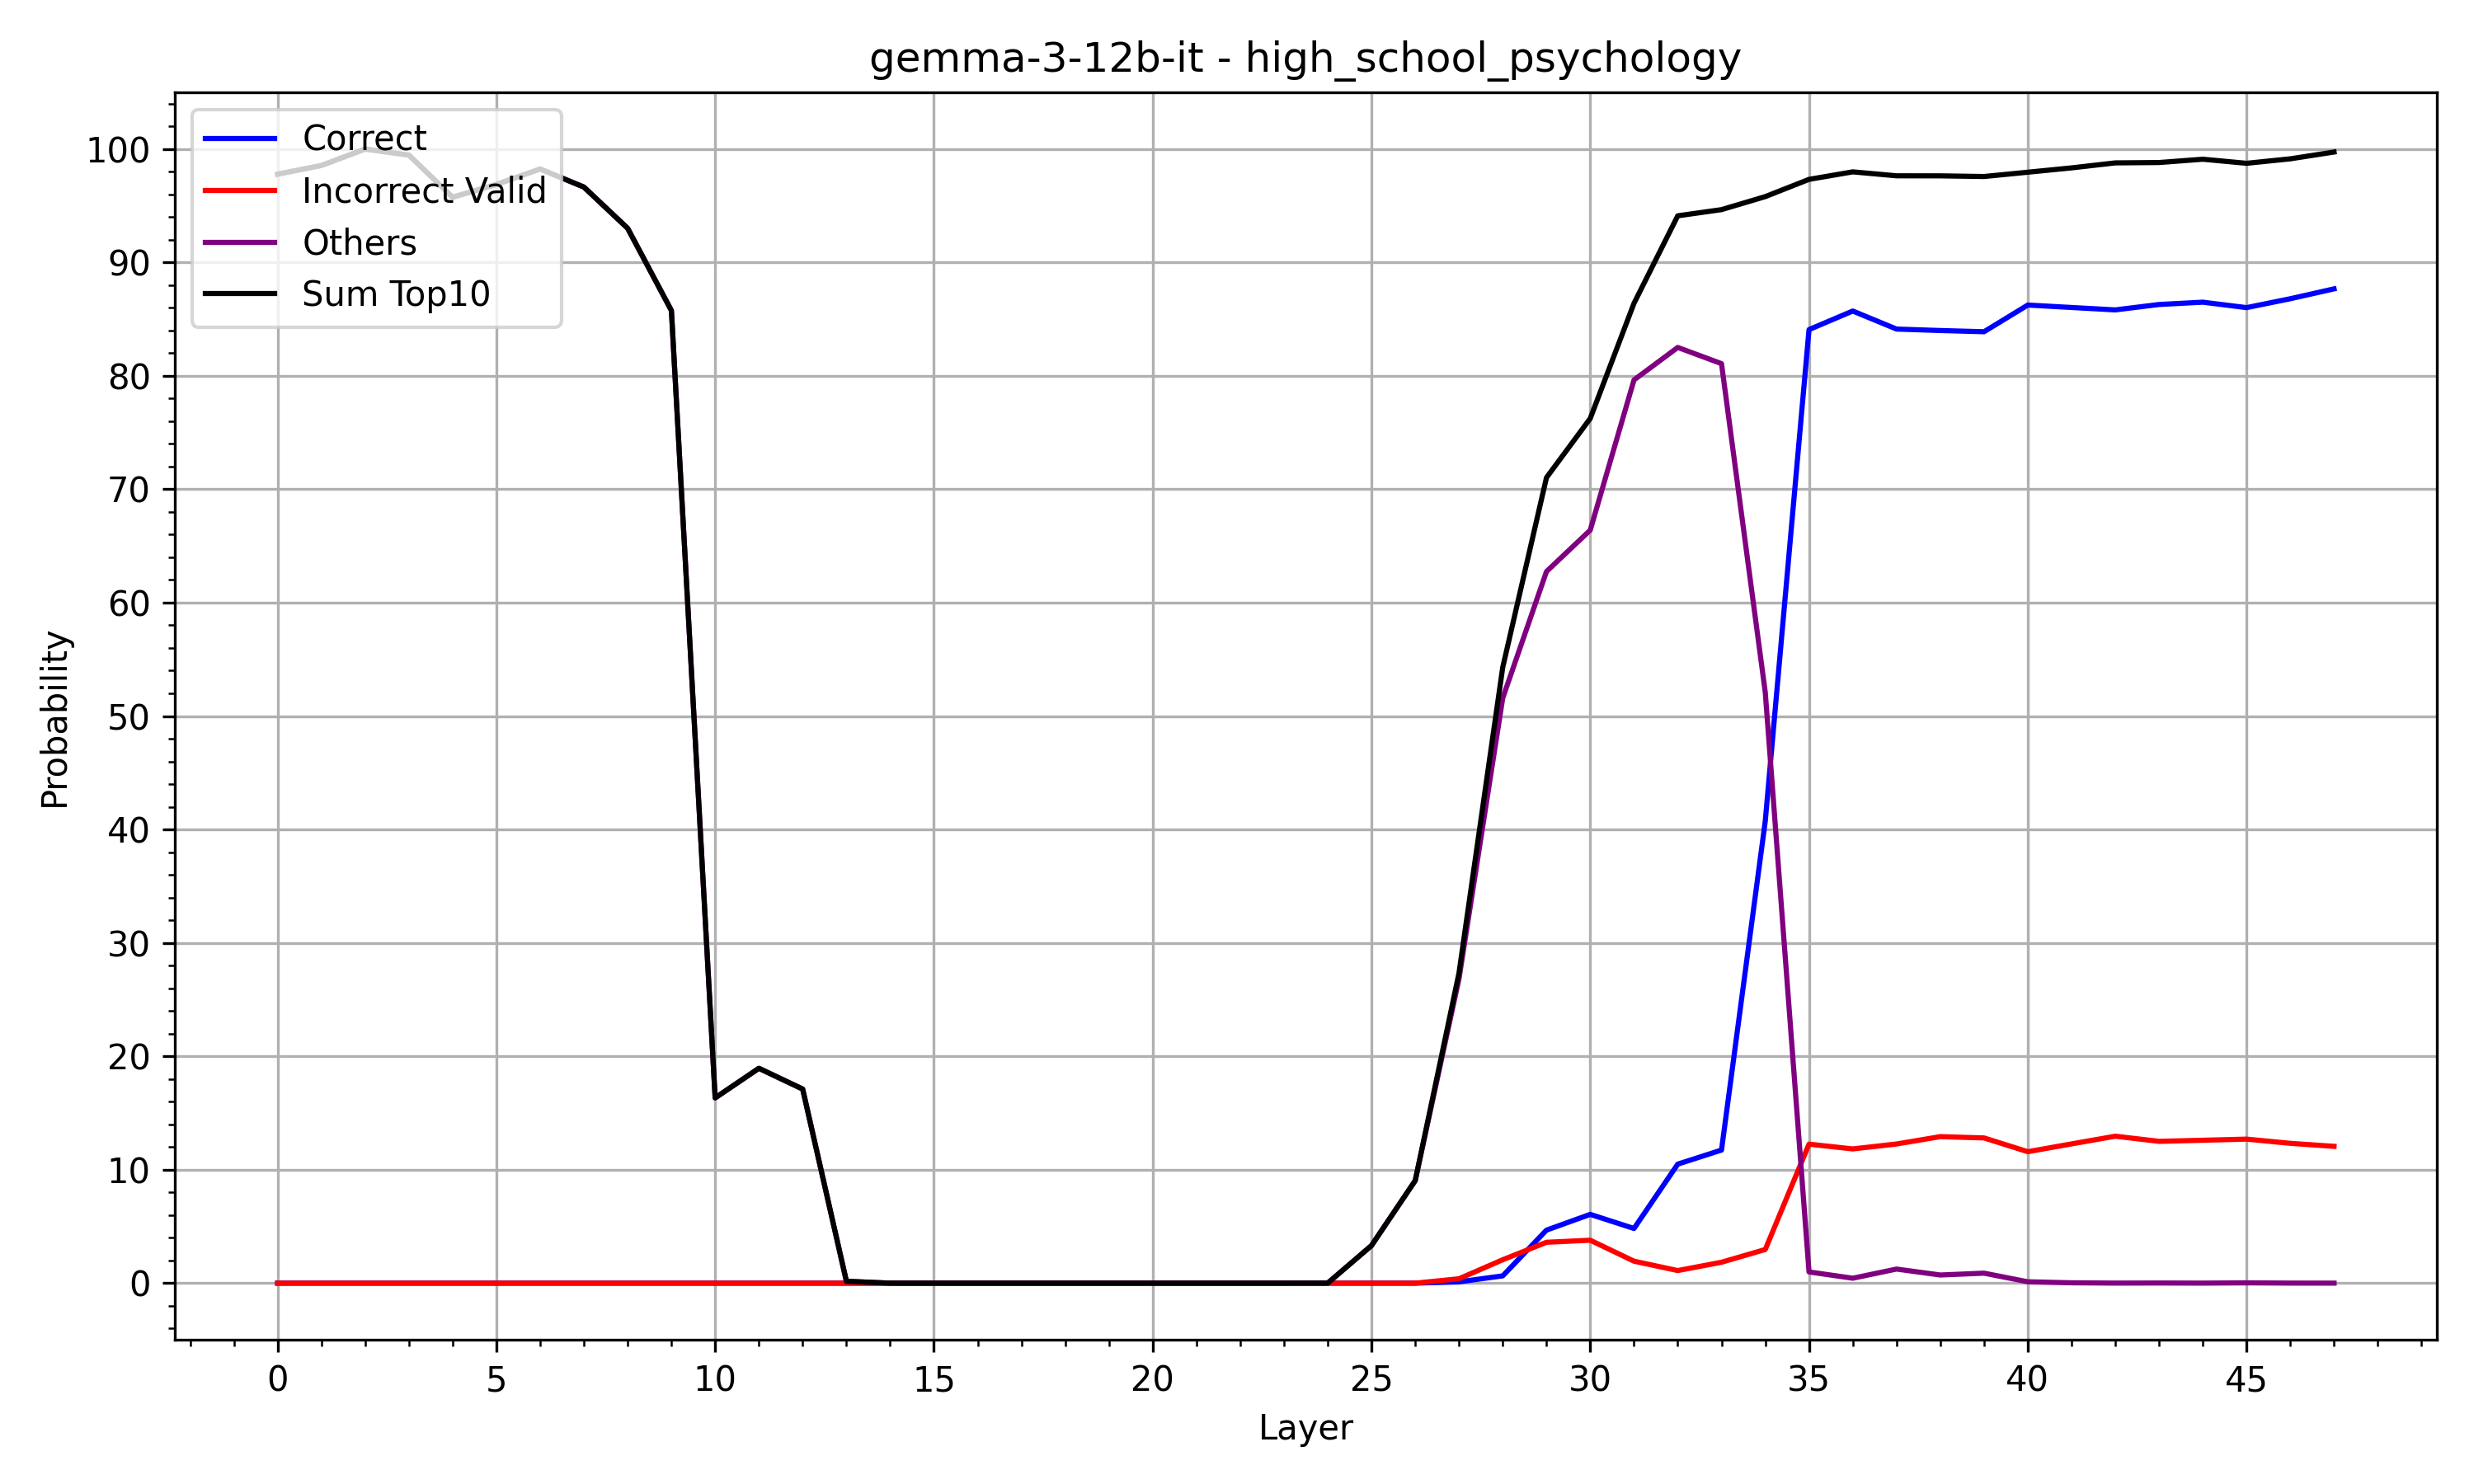 gemma-3-12b-it - high_school_psychology
Correct
Incorrect Valid
Others
Sum Top10
100
90
80
70
60
50
40
30
20
10
0
Probability
0 5 10 15 20 25 30 35 40 45
Layer